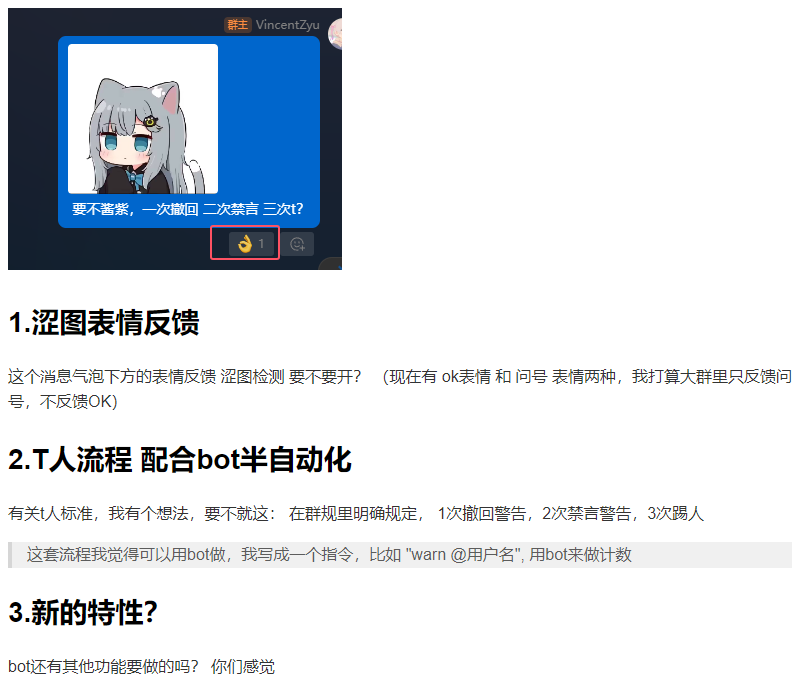 群主 VincentZyu
要不酱紫，一次撤回 二次禁言 三次t？
👌 1
1.涩图表情反馈
这个消息气泡下方的表情反馈 涩图检测 要不要开？ （现在有 ok表情 和 问号 表情两种，我打算大群里只反馈问
号，不反馈OK）
2.T人流程 配合bot半自动化
有关t人标准，我有个想法，要不就这： 在群规里明确规定， 1次撤回警告，2次禁言警告，3次踢人
这套流程我觉得可以用bot做，我写成一个指令，比如 "warn @用户名", 用bot来做计数
3.新的特性？
bot还有其他功能要做的吗？ 你们感觉